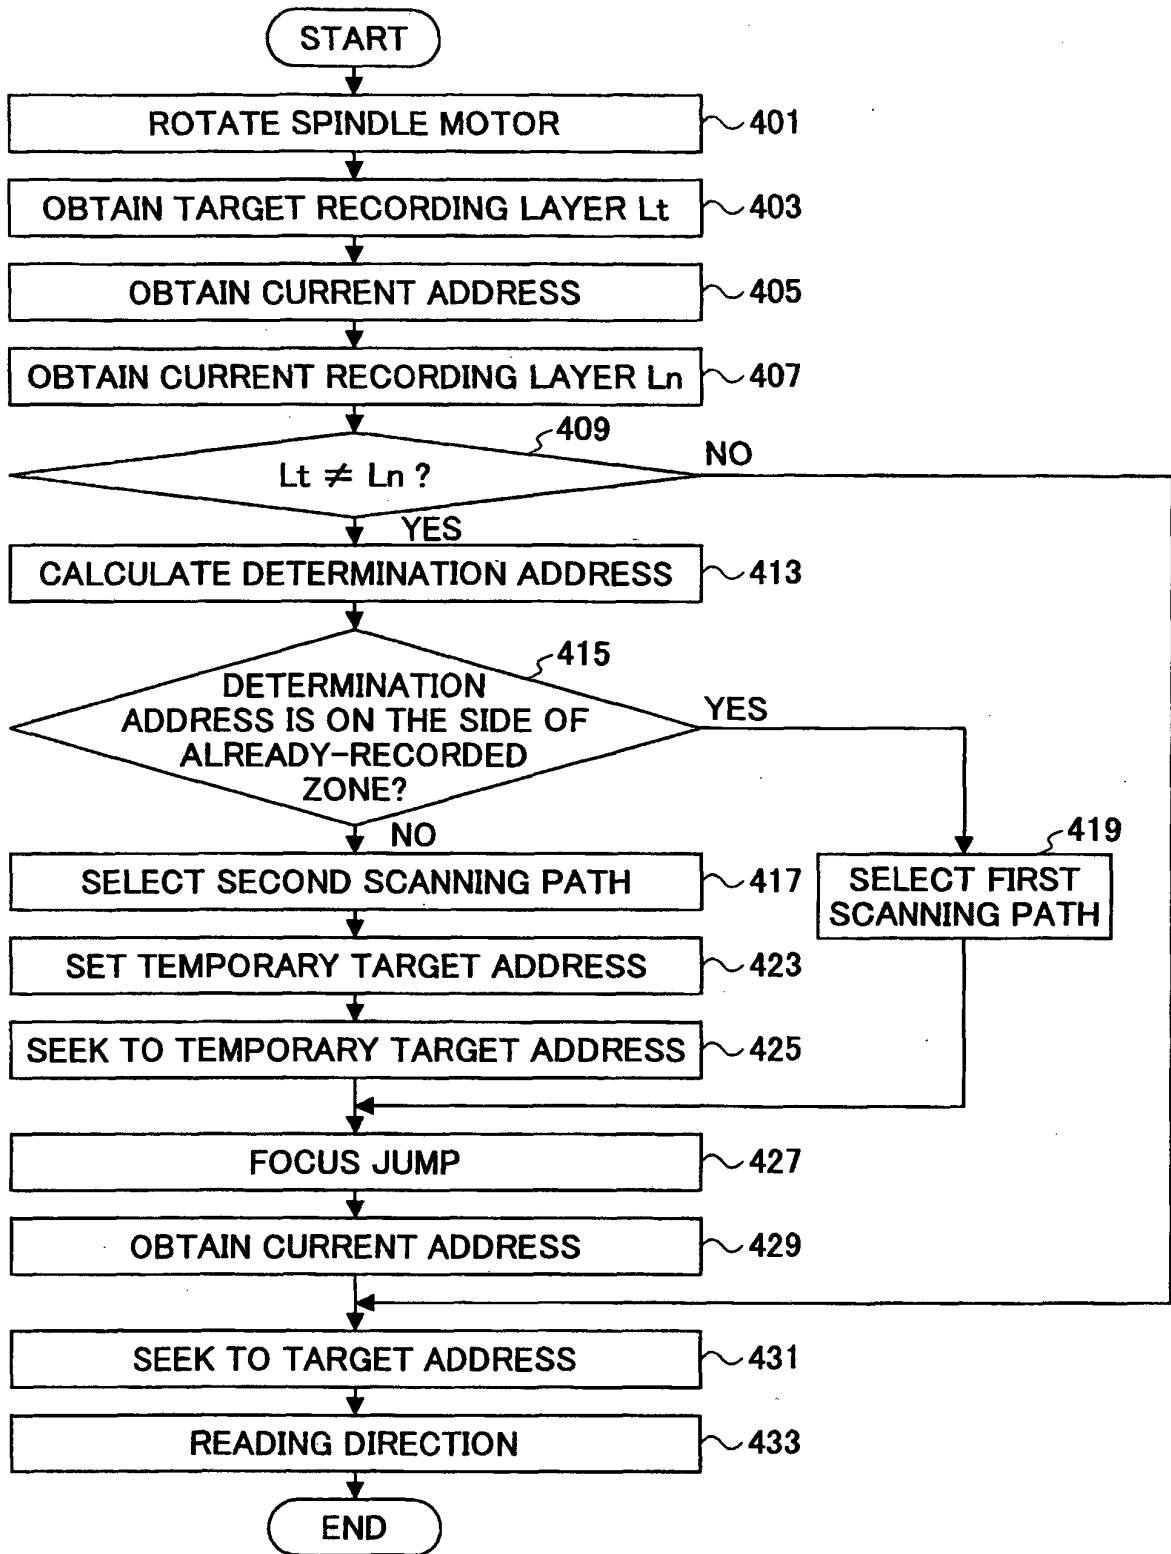 START
ROTATE SPINDLE MOTOR 401
OBTAIN TARGET RECORDING LAYER Lt 403
OBTAIN CURRENT ADDRESS 405
OBTAIN CURRENT RECORDING LAYER Ln 407
409
Lt ≠ Ln ? NO
YES
CALCULATE DETERMINATION ADDRESS 413
415
DETERMINATION
ADDRESS IS ON THE SIDE OF YES
ALREADY-RECORDED
ZONE?
NO
419
SELECT SECOND SCANNING PATH 417
SELECT FIRST
SCANNING PATH
SET TEMPORARY TARGET ADDRESS 423
SEEK TO TEMPORARY TARGET ADDRESS 425
FOCUS JUMP 427
OBTAIN CURRENT ADDRESS 429
SEEK TO TARGET ADDRESS 431
READING DIRECTION 433
END